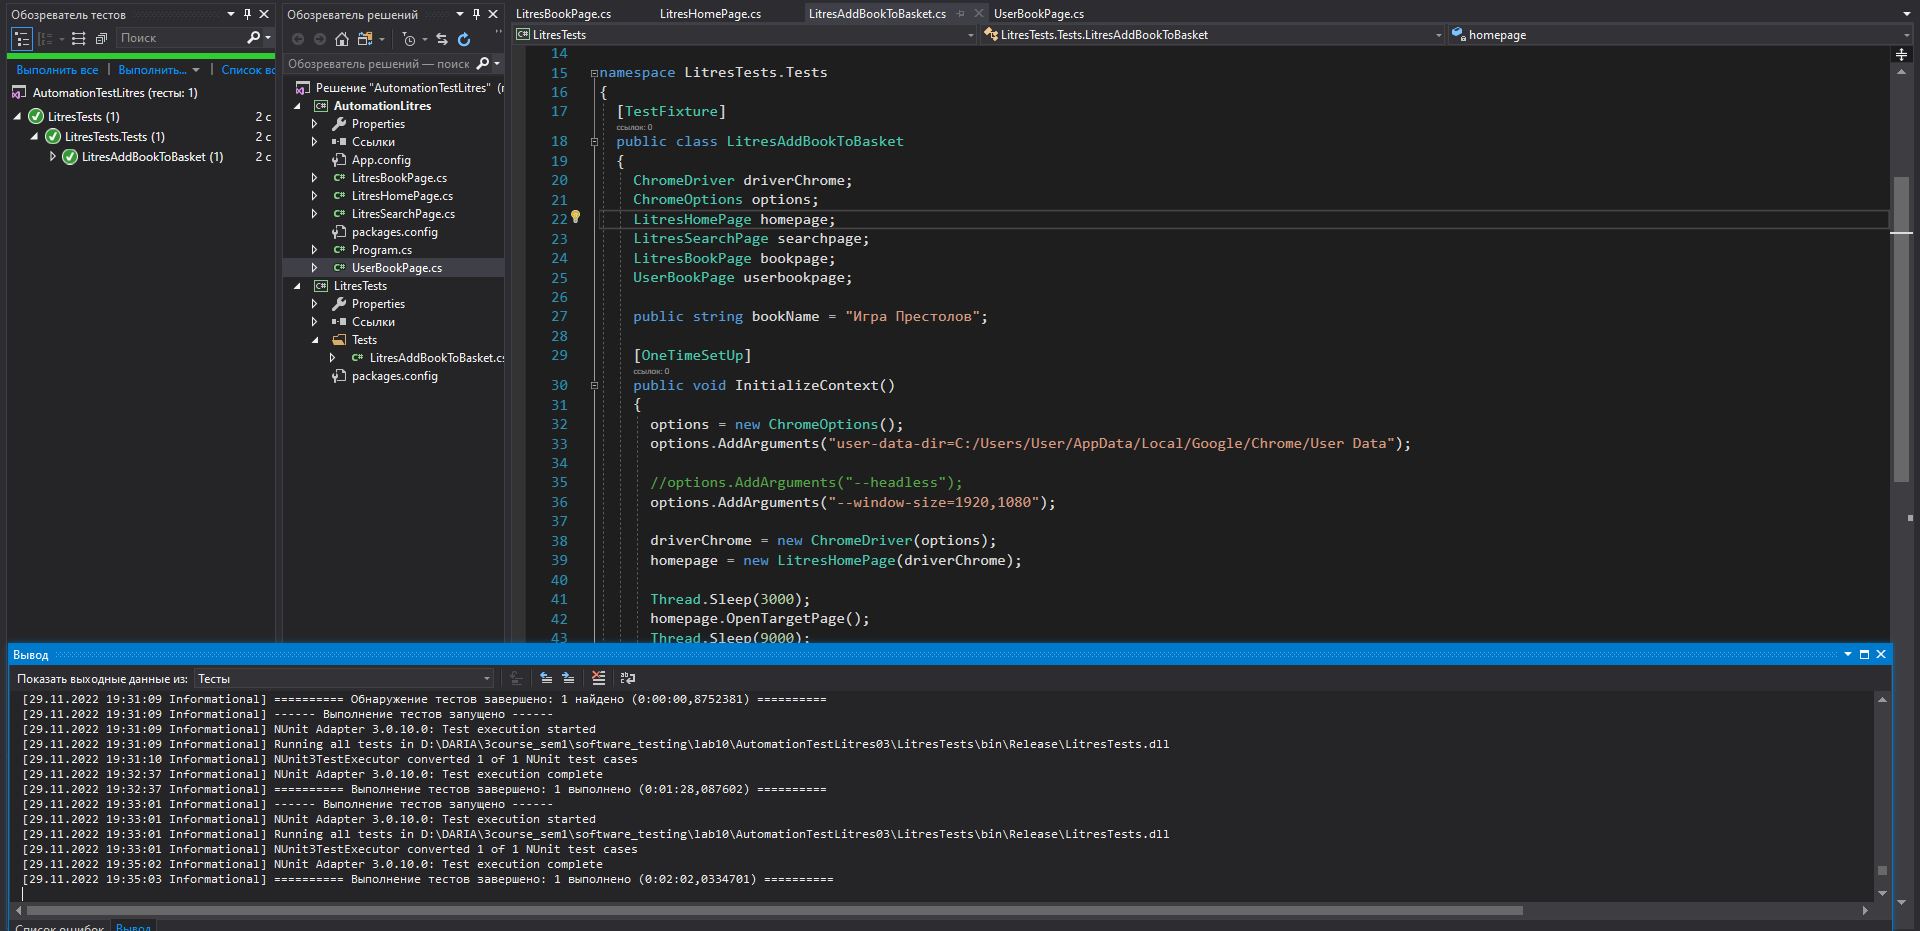 Обозреватель тестов
Поиск
Выполнить все | Выполнить... | Список
AutomationTestLitres (тесты: 1)
LitresTests (1) 2 с
LitresTests.Tests (1) 2 с
LitresAddBookToBasket (1) 2 с
Обозреватель решений
Обозреватель решений — поиск
Решение "AutomationTestLitres"
AutomationLitres
Properties
Ссылки
App.config
LitresBookPage.cs
LitresHomePage.cs
LitresSearchPage.cs
packages.config
Program.cs
UserBookPage.cs
LitresTests
Properties
Ссылки
Tests
LitresAddBookToBasket.cs
packages.config
LitresBookPage.cs LitresHomePage.cs LitresAddBookToBasket.cs UserBookPage.cs
C# LitresTests LitresTests.Tests.LitresAddBookToBasket homepage
14
15 namespace LitresTests.Tests
16 {
17 [TestFixture]
ссылок: 0
18 public class LitresAddBookToBasket
19 {
20 ChromeDriver driverChrome;
21 ChromeOptions options;
22 LitresHomePage homepage;
23 LitresSearchPage searchpage;
24 LitresBookPage bookpage;
25 UserBookPage userbookpage;
26
27 public string bookName = "Игра Престолов";
28
29 [OneTimeSetUp]
ссылок: 0
30 public void InitializeContext()
31 {
32 options = new ChromeOptions();
33 options.AddArguments("user-data-dir=C:/Users/User/AppData/Local/Google/Chrome/User Data");
34
35 //options.AddArguments("--headless");
36 options.AddArguments("--window-size=1920,1080");
37
38 driverChrome = new ChromeDriver(options);
39 homepage = new LitresHomePage(driverChrome);
40
41 Thread.Sleep(3000);
42 homepage.OpenTargetPage();
43 Thread.Sleep(9000);
Вывод
Показать выходные данные из: Тесты
[29.11.2022 19:31:09 Informational] ========== Обнаружение тестов завершено: 1 найдено (0:00:00,8752381) ==========
[29.11.2022 19:31:09 Informational] ------ Выполнение тестов запущено ------
[29.11.2022 19:31:09 Informational] NUnit Adapter 3.0.10.0: Test execution started
[29.11.2022 19:31:09 Informational] Running all tests in D:\DARIA\3course_sem1\software_testing\lab10\AutomationTestLitres03\LitresTests\bin\Release\LitresTests.dll
[29.11.2022 19:31:10 Informational] NUnit3TestExecutor converted 1 of 1 NUnit test cases
[29.11.2022 19:32:37 Informational] NUnit Adapter 3.0.10.0: Test execution complete
[29.11.2022 19:32:37 Informational] ========== Выполнение тестов завершено: 1 выполнено (0:01:28,087602) ==========
[29.11.2022 19:33:01 Informational] ------ Выполнение тестов запущено ------
[29.11.2022 19:33:01 Informational] NUnit Adapter 3.0.10.0: Test execution started
[29.11.2022 19:33:01 Informational] Running all tests in D:\DARIA\3course_sem1\software_testing\lab10\AutomationTestLitres03\LitresTests\bin\Release\LitresTests.dll
[29.11.2022 19:33:01 Informational] NUnit3TestExecutor converted 1 of 1 NUnit test cases
[29.11.2022 19:35:02 Informational] NUnit Adapter 3.0.10.0: Test execution complete
[29.11.2022 19:35:03 Informational] ========== Выполнение тестов завершено: 1 выполнено (0:02:02,0334701) ==========
Список ошибок Вывод